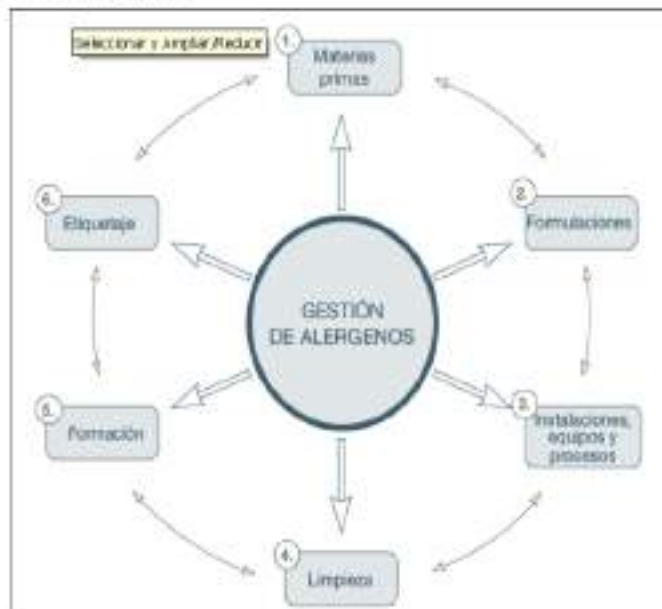 Seleccionar y Ampliar/Reducir
1.
Materias
primas
2.
Formulaciones
3.
Instalaciones,
equipos y
procesos
4.
Limpieza
5.
Formación
6.
Etiquetaje
GESTIÓN
DE ALERGENOS